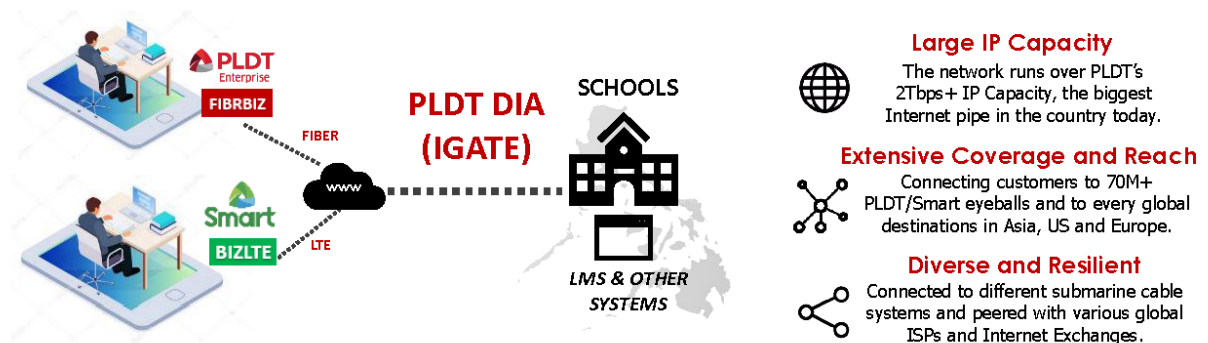 PLDT
Enterprise
FIBRBIZ
FIBER
Smart
BIZLTE
LTE
www
PLDT DIA
(IGATE)
SCHOOLS
LMS & OTHER
SYSTEMS
Large IP Capacity
The network runs over PLDT’s
2Tbps+ IP Capacity, the biggest
Internet pipe in the country today.
Extensive Coverage and Reach
Connecting customers to 70M+
PLDT/Smart eyeballs and to every global
destinations in Asia, US and Europe.
Diverse and Resilient
Connected to different submarine cable
systems and peered with various global
ISPs and Internet Exchanges.